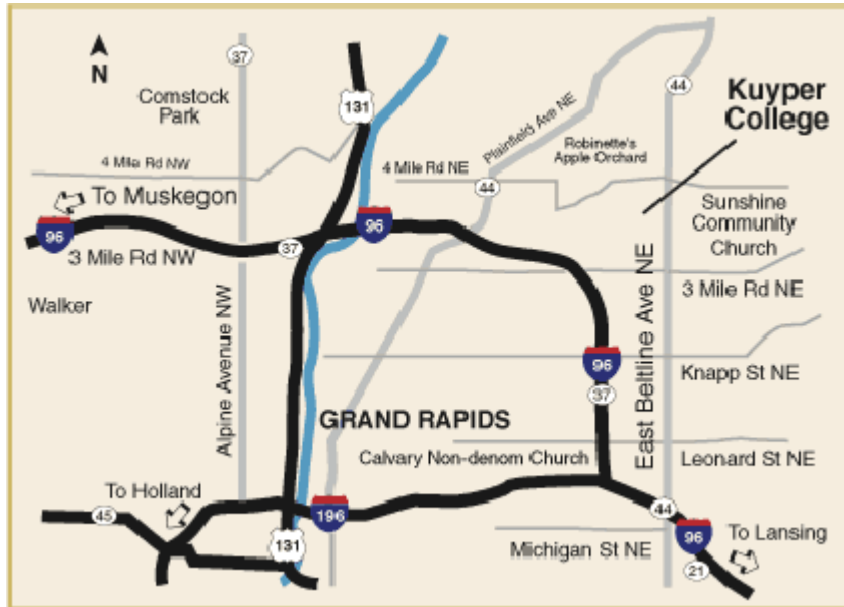 37
44
N
Comstock
Park
131
Plainfield Ave NE
Kuyper
College
Robinette's
Apple Orchard
4 Mile Rd NW
4 Mile Rd NE
44
To Muskegon
Sunshine
Community
Church
96
37
96
3 Mile Rd NW
3 Mile Rd NE
Walker
Alpine Avenue NW
East Beltline Ave NE
96
37
Knapp St NE
GRAND RAPIDS
Calvary Non-denom Church
Leonard St NE
To Holland
45
196
44
131
Michigan St NE
96
To Lansing
21